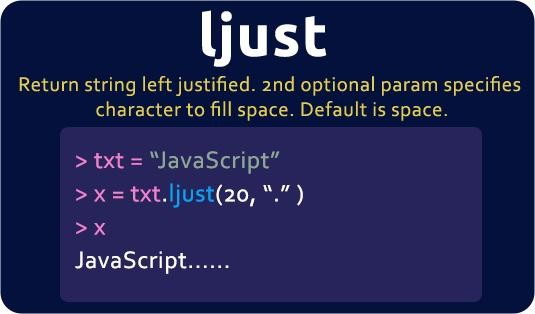 ljust
Return string left justified. 2nd optional param specifies
character to fill space. Default is space.
> txt = “JavaScript”
> x = txt.ljust(20, “.” )
> x
JavaScript......